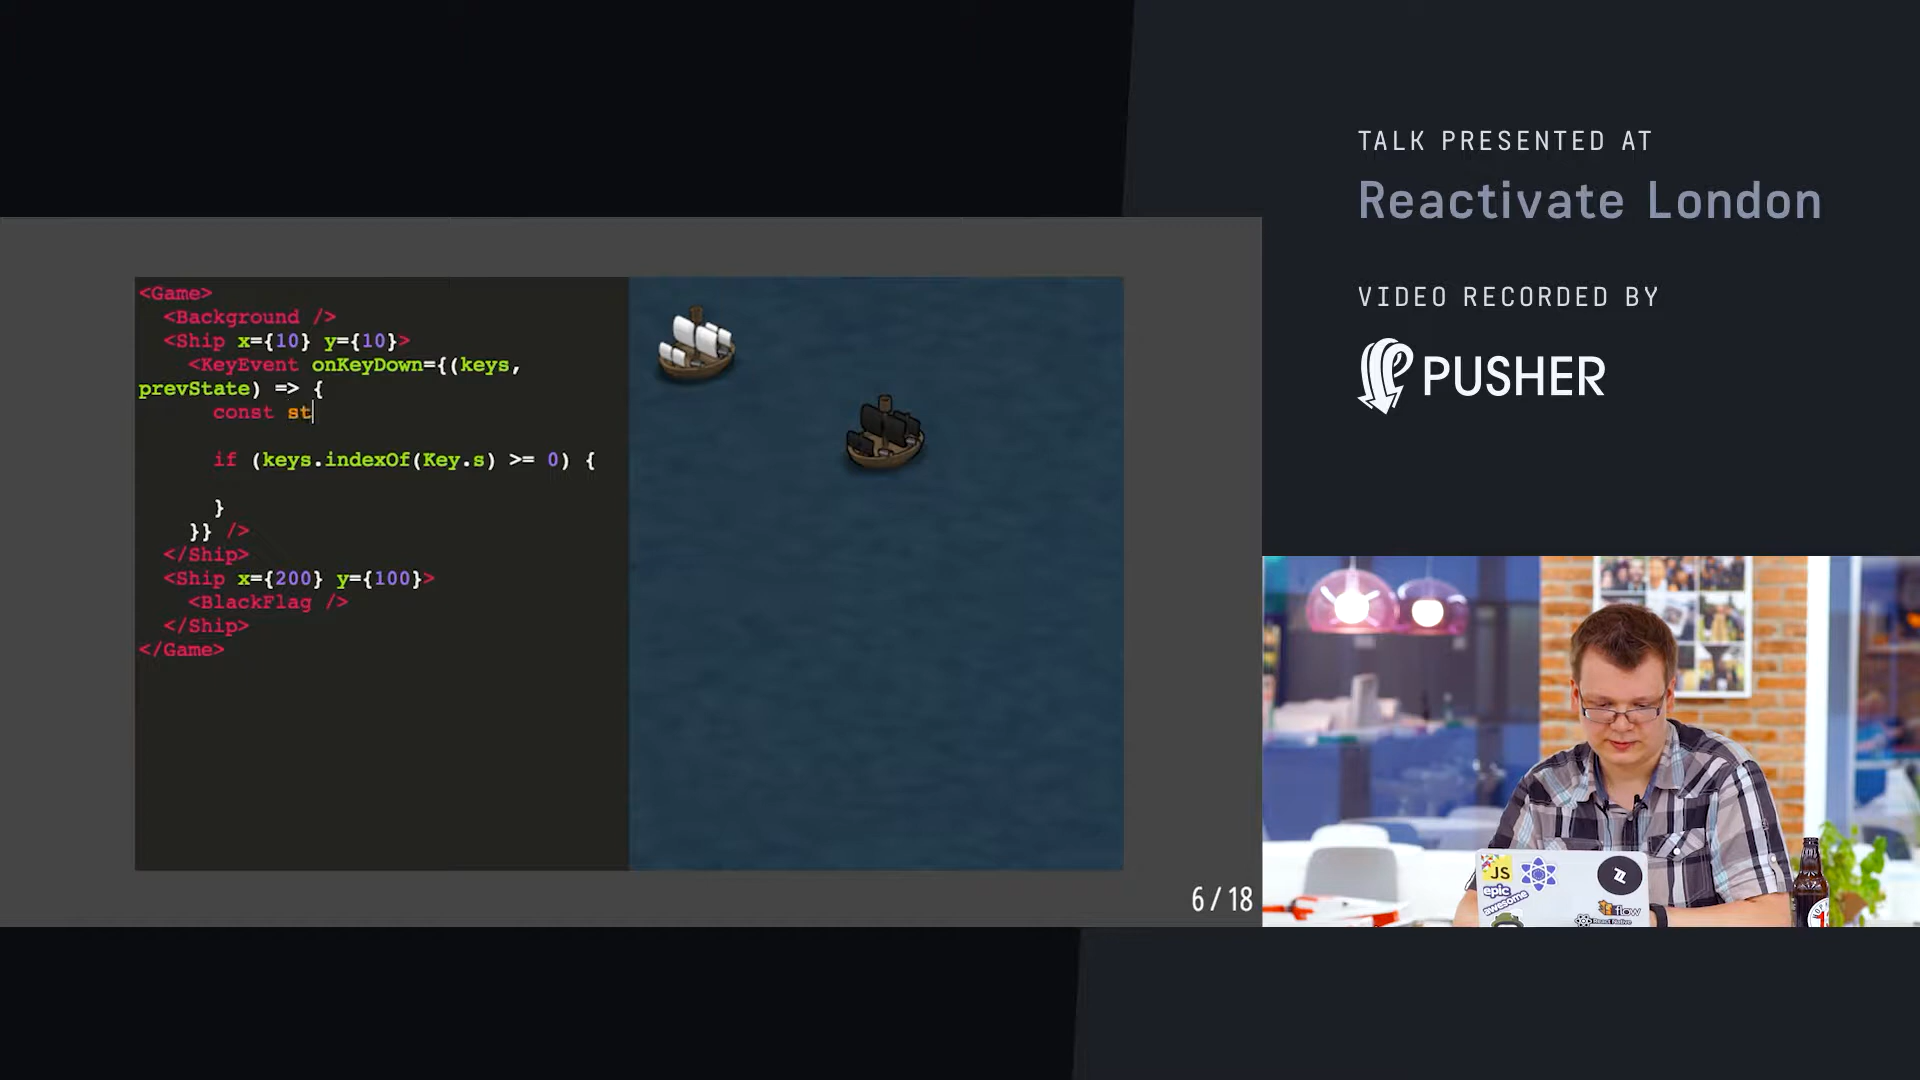 TALK PRESENTED AT
Reactivate London
VIDEO RECORDED BY
PUSHER
<Game>
  <Background />
  <Ship x={10} y={10}>
    <KeyEvent onKeyDown={(keys,
prevState) => {
      const st

      if (keys.indexOf(Key.s) >= 0) {

      }
    }} />
  </Ship>
  <Ship x={200} y={100}>
    <BlackFlag />
  </Ship>
</Game>
6 / 18
JS
epic
awesome
flow
React Native